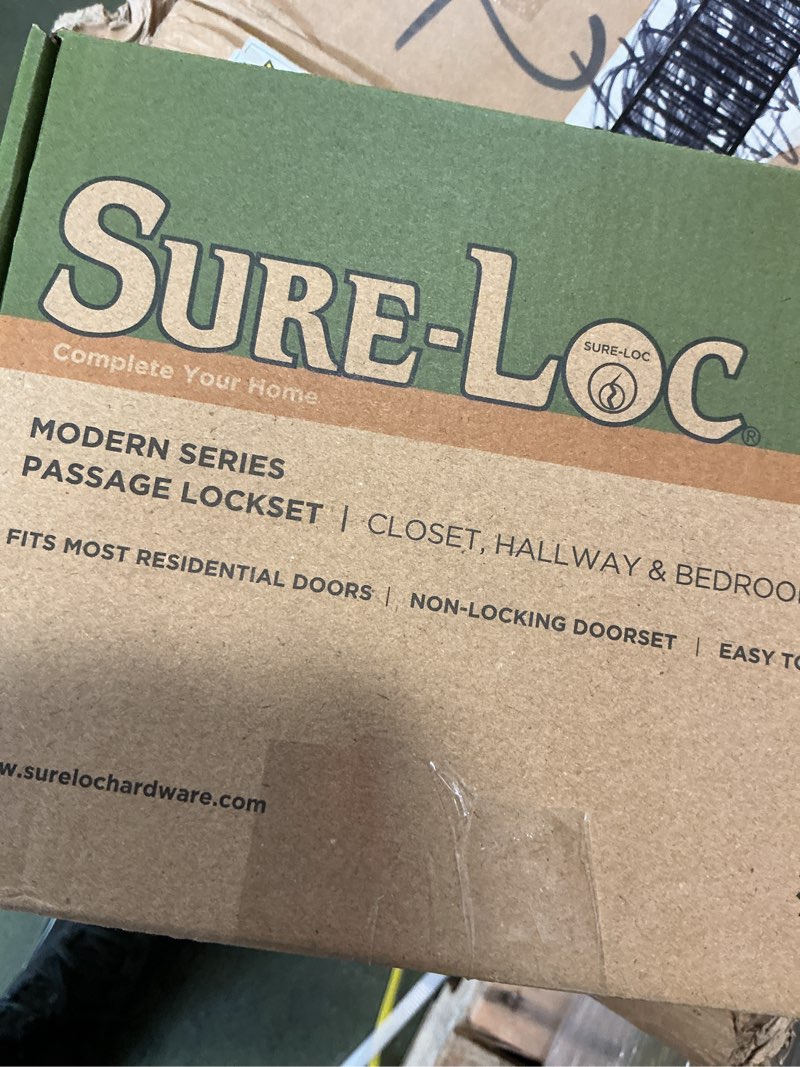 SURE-LOC
SURE-LOC
®
Complete Your Home
MODERN SERIES
PASSAGE LOCKSET | CLOSET, HALLWAY &
FITS MOST RESIDENTIAL DOORS | NON-LOCKING DOORSET | EASY
w.surelochardware.com